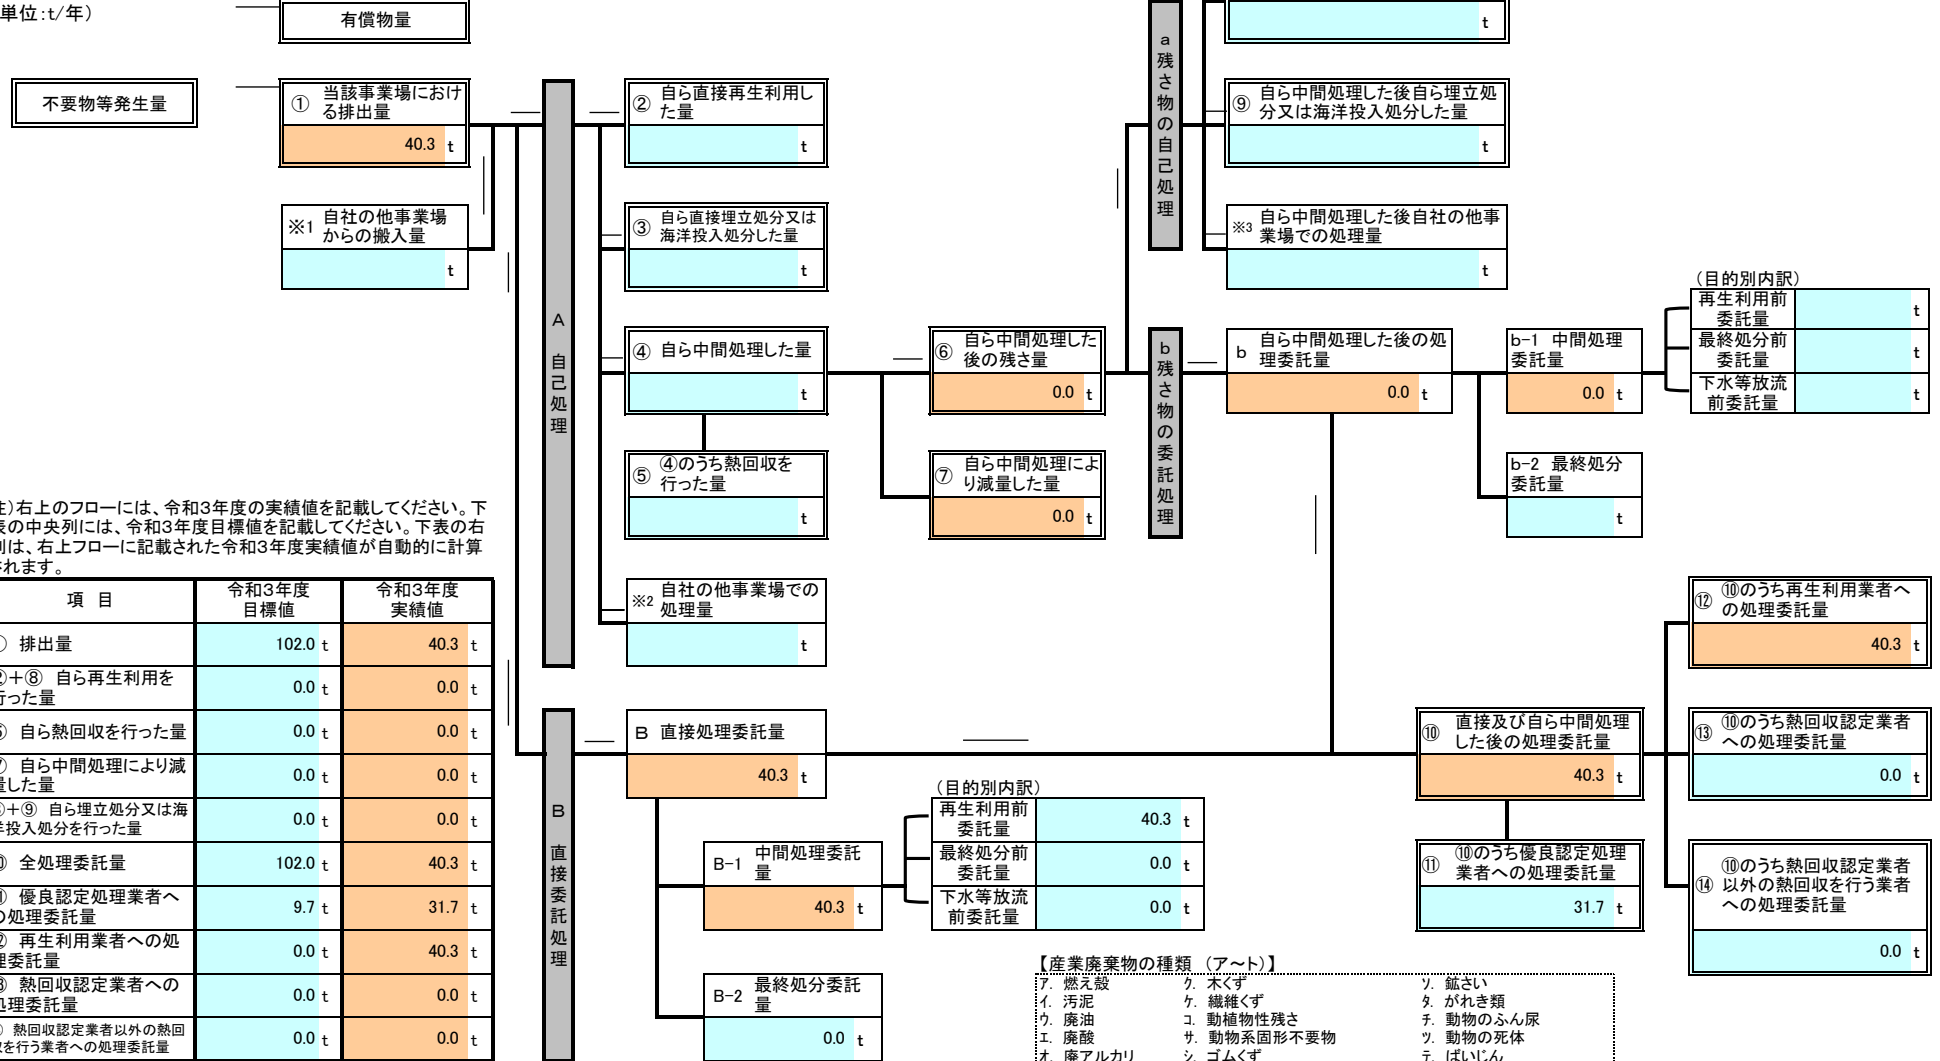 単位:t/年）
有償物量
t
不要物等発生量
① 当該事業場におけ
る排出量
40.3 t
※1 自社の他事業場
からの搬入量
t
A 自己処理
② 自ら直接再生利用し
た量
t
③ 自ら直接埋立処分又は
海洋投入処分した量
t
④ 自ら中間処理した量
t
⑤ ④のうち熱回収を
行った量
t
※2 自社の他事業場での
処理量
t
⑥ 自ら中間処理した
後の残さ量
0.0 t
⑦ 自ら中間処理によ
り減量した量
0.0 t
a残さ物の自己処理
⑨ 自ら中間処理した後自ら埋立処
分又は海洋投入処分した量
t
※3 自ら中間処理した後自社の他事
業場での処理量
t
b残さ物の委託処理
b 自ら中間処理した後の処
理委託量
0.0 t
b-1 中間処理
委託量
0.0 t
b-2 最終処分
委託量
t
（目的別内訳）
再生利用前
委託量
t
最終処分前
委託量
t
下水等放流
前委託量
t
注）右上のフローには、令和3年度の実績値を記載してください。下
表の中央列には、令和3年度目標値を記載してください。下表の右
列は、右上フローに記載された令和3年度実績値が自動的に計算
されます。
項 目 令和3年度
目標値 令和3年度
実績値
① 排出量 102.0 t 40.3 t
②＋⑧ 自ら再生利用を
行った量 0.0 t 0.0 t
⑤ 自ら熱回収を行った量 0.0 t 0.0 t
⑦ 自ら中間処理により減
量した量 0.0 t 0.0 t
③＋⑨ 自ら埋立処分又は海
洋投入処分を行った量 0.0 t 0.0 t
⑩ 全処理委託量 102.0 t 40.3 t
⑪ 優良認定処理業者へ
の処理委託量 9.7 t 31.7 t
⑫ 再生利用業者への処
理委託量 0.0 t 40.3 t
⑬ 熱回収認定業者への
処理委託量 0.0 t 0.0 t
⑭ 熱回収認定業者以外の熱回
収を行う業者への処理委託量 0.0 t 0.0 t
B 直接委託処理
B 直接処理委託量
40.3 t
B-1 中間処理委託
量
40.3 t
B-2 最終処分委託
量
0.0 t
（目的別内訳）
再生利用前
委託量
40.3 t
最終処分前
委託量
0.0 t
下水等放流
前委託量
0.0 t
⑩ 直接及び自ら中間処理
した後の処理委託量
40.3 t
⑪ ⑩のうち優良認定処理
業者への処理委託量
31.7 t
⑫ ⑩のうち再生利用業者へ
の処理委託量
40.3 t
⑬ ⑩のうち熱回収認定業者
への処理委託量
0.0 t
⑭ ⑩のうち熱回収認定業者
以外の熱回収を行う業者
への処理委託量
0.0 t
【産業廃棄物の種類 （ア～ト）】
ア. 燃え殻 ク. 木くず ソ. 鉱さい
イ. 汚泥 ケ. 繊維くず タ. がれき類
ウ. 廃油 コ. 動植物性残さ チ. 動物のふん尿
エ. 廃酸 サ. 動物系固形不要物 ツ. 動物の死体
オ. 廃アルカリ シ. ゴムくず テ. ばいじん